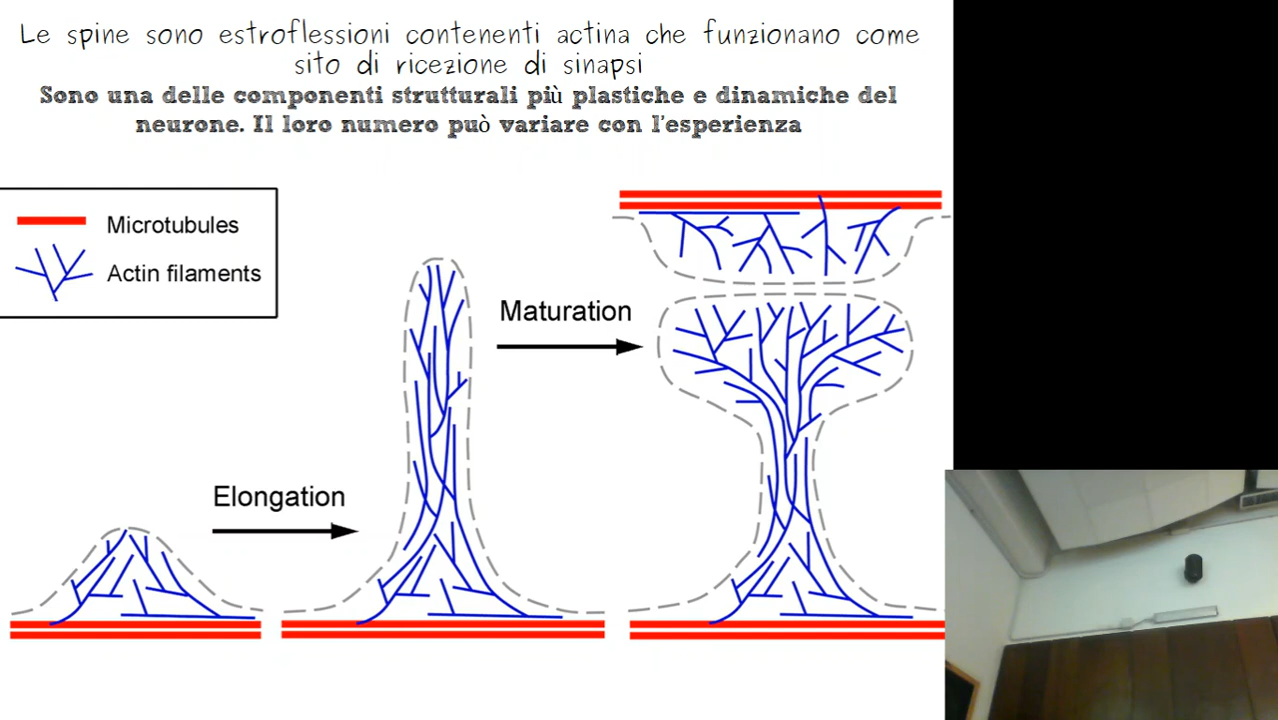 Le spine sono estroflessioni contenenti actina che funzionano come
sito di ricezione di sinapsi
Sono una delle componenti strutturali più plastiche e dinamiche del
neurone. Il loro numero può variare con l'esperienza
Microtubules
Actin filaments
Maturation
Elongation